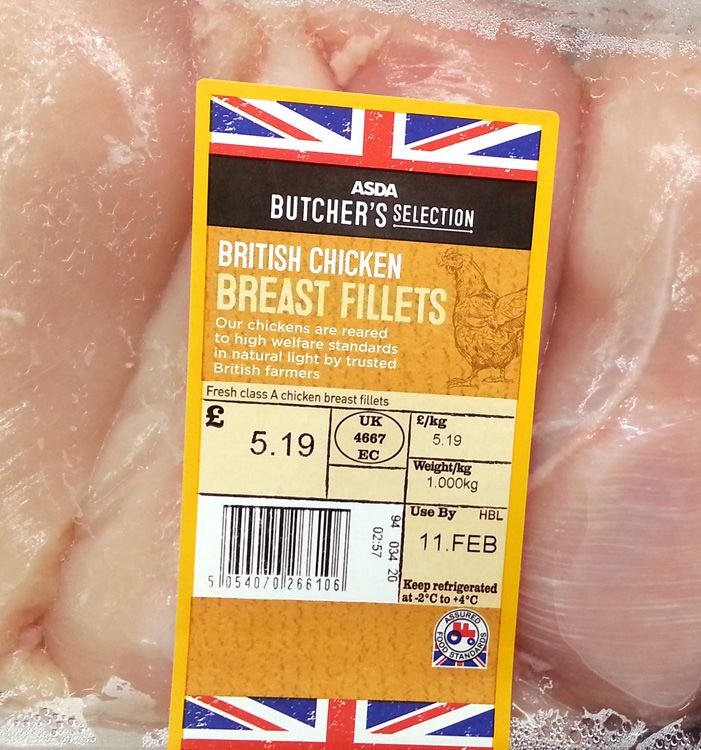 ASDA
BUTCHER'S SELECTION
BRITISH CHICKEN
BREAST FILLETS
Our chickens are reared
to high welfare standards
in natural light by trusted
British farmers
Fresh class A chicken breast fillets
£
5.19
UK
4667
EC
£/kg
5.19
Weight/kg
1.000kg
Use By HBL
11.FEB
Keep refrigerated
at -2°C to +4°C
94 034 20
02:57
5 054070 266106
ASSURED
FOOD STANDARDS